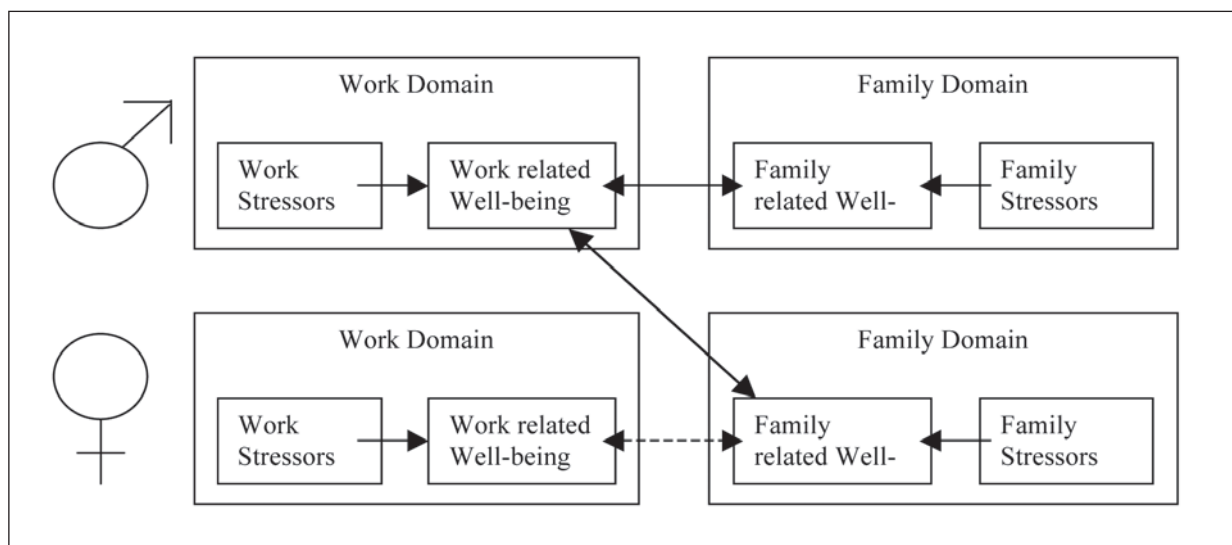 Work Domain
Family Domain
Work
Stressors
Work related
Well-being
Family
related Well-
Family
Stressors
Work Domain
Family Domain
Work
Stressors
Work related
Well-being
Family
related Well-
Family
Stressors